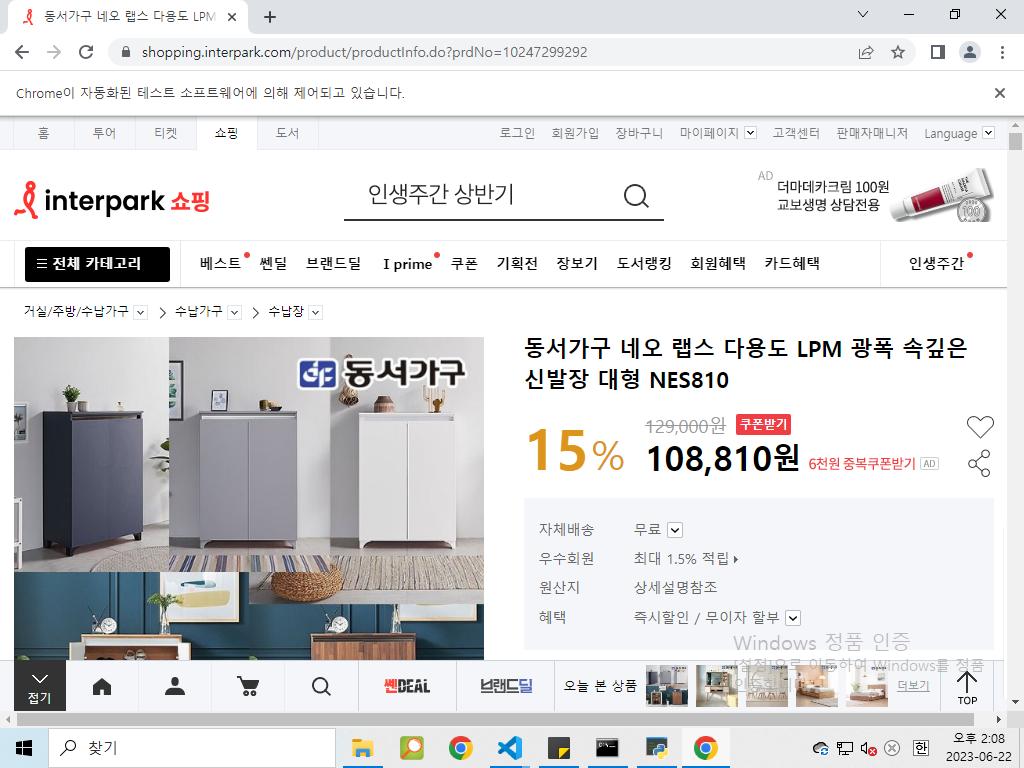 동서가구 네오 랩스 다용도 LPM
shopping.interpark.com/product/productInfo.do?prdNo=10247299292
Chrome이 자동화된 테스트 소프트웨어에 의해 제어되고 있습니다.
홈 투어 티켓 쇼핑 도서 로그인 회원가입 장바구니 마이페이지 고객센터 판매자매니저 Language
interpark 쇼핑
인생주간 상반기
AD
더마데카크림 100원
교보생명 상담전용
100
전체 카테고리 베스트 쎈딜 브랜드딜 I prime 쿠폰 기획전 장보기 도서랭킹 회원혜택 카드혜택 인생주간
거실/주방/수납가구 수납가구 수납장
동서가구
동서가구 네오 랩스 다용도 LPM 광폭 속깊은
신발장 대형 NES810
15%
129,000원 쿠폰받기
108,810원 6천원 중복쿠폰받기 AD
자체배송 무료
우수회원 최대 1.5% 적립
원산지 상세설명참조
혜택 즉시할인 / 무이자 할부
Windows 정품 인증
[설정]으로 이동하여 Windows를 정품
접기
쎈DEAL 브랜드딜 오늘 본 상품 더보기 TOP
찾기
한
오후 2:08
2023-06-22